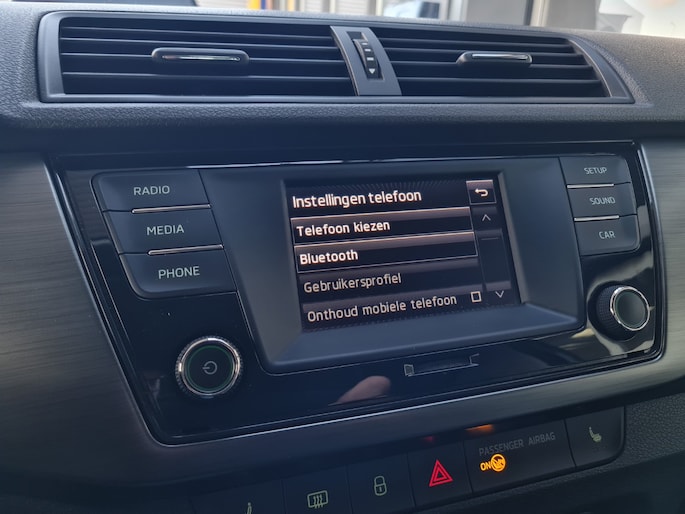 RADIO
MEDIA
PHONE
Instellingen telefoon
Telefoon kiezen
Bluetooth
Gebruikersprofiel
Onthoud mobiele telefoon
SETUP
SOUND
CAR
PASSENGER AIRBAG
ON